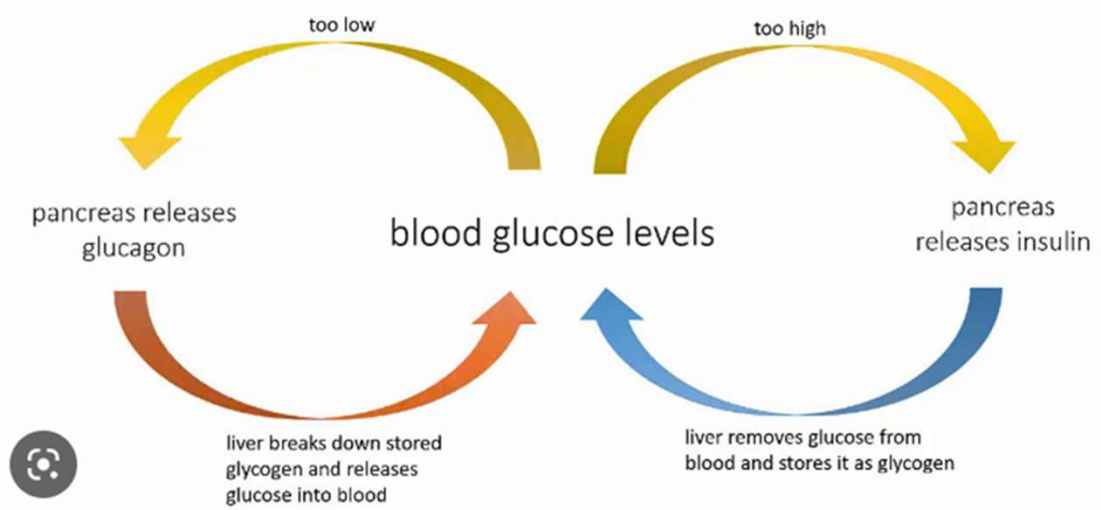 too low
too high
pancreas releases
glucagon
blood glucose levels
pancreas
releases insulin
liver breaks down stored
glycogen and releases
glucose into blood
liver removes glucose from
blood and stores it as glycogen